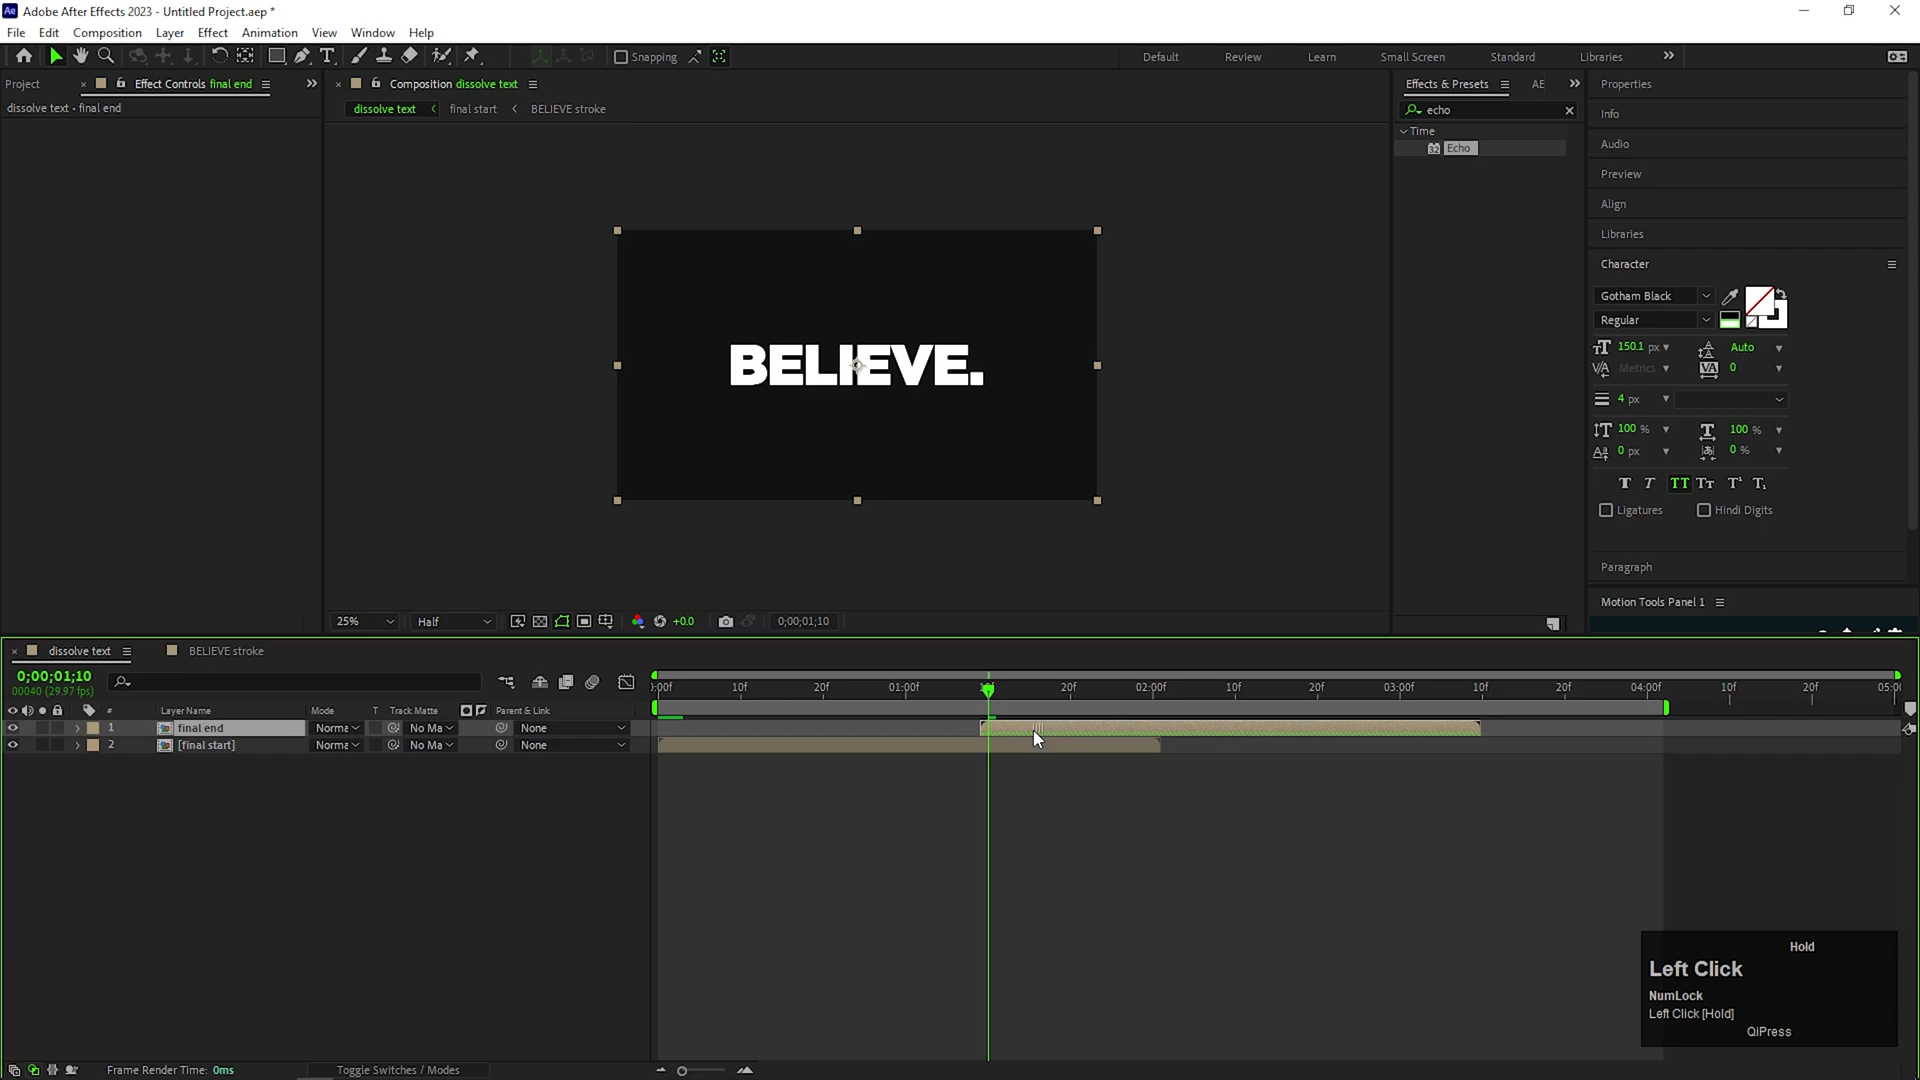 Adobe After Effects 2023 - Untitled Project.aep *
File Edit Composition Layer Effect Animation View Window Help
Snapping
Default Review Learn Small Screen Standard Libraries
Project Effect Controls final end
dissolve text • final end
Composition dissolve text
dissolve text final start BELIEVE stroke
BELIEVE.
25% Half +0.0 0;00;01;10
Effects & Presets AE
echo
Time
32 Echo
Properties
Info
Audio
Preview
Align
Libraries
Character
Gotham Black
Regular
150.1 px Auto
Metrics 0
4 px
100 % 100 %
0 px 0 %
Ligatures Hindi Digits
Paragraph
Motion Tools Panel 1
dissolve text BELIEVE stroke
0;00;01;10
00040 (29.97 fps)
:00f 10f 20f 01:00f 20f 02:00f 10f 20f 03:00f 10f 20f 04:00f 10f 20f 05:0
# Layer Name Mode T Track Matte Parent & Link
1 final end Norma No Ma None
2 [final start] Norma No Ma None
Hold
Left Click
NumLock
Left Click [Hold]
QiPress
Frame Render Time: 0ms Toggle Switches / Modes